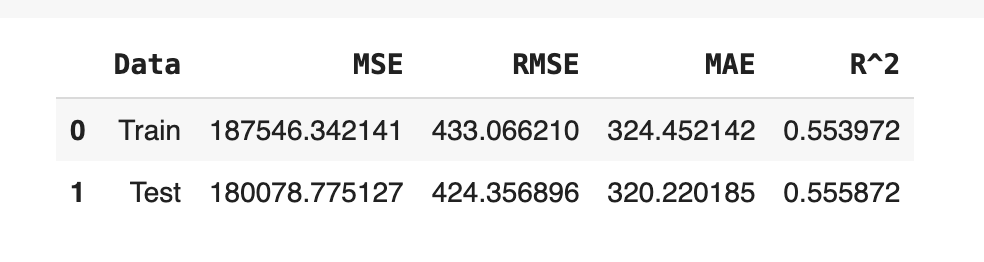 Data MSE RMSE MAE R^2
0 Train 187546.342141 433.066210 324.452142 0.553972
1 Test 180078.775127 424.356896 320.220185 0.555872